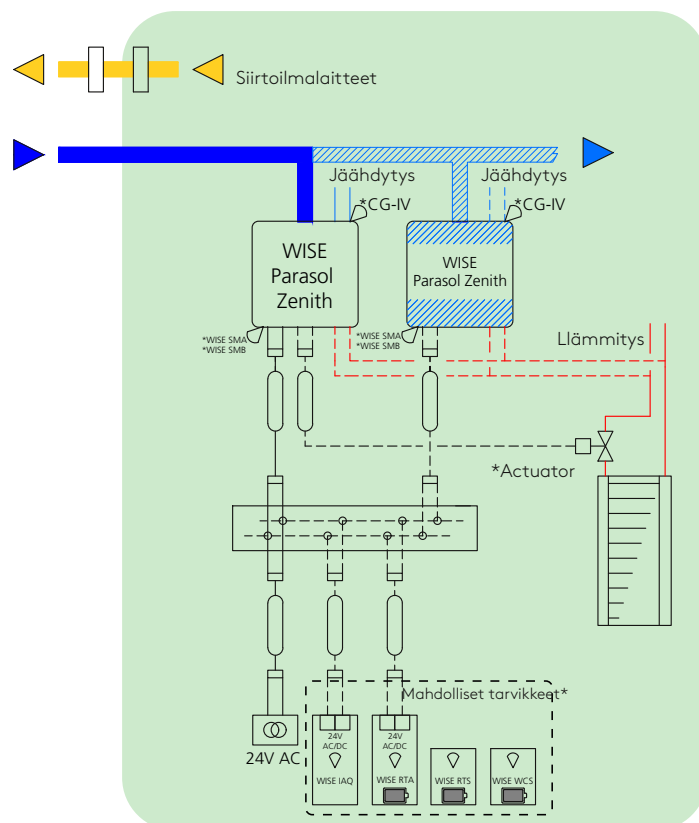 Siirtoilmalaitteet
Jäähdytys
Jäähdytys
*CG-IV
*CG-IV
WISE
Parasol
Zenith
WISE
Parasol Zenith
*WISE SMA
*WISE SMB
*WISE SMA
*WISE SMB
Llämmitys
*Actuator
Mahdolliset tarvikkeet*
24V AC
24V
AC/DC
WISE IAQ
24V
AC/DC
WISE RTA
WISE RTS
WISE WCS